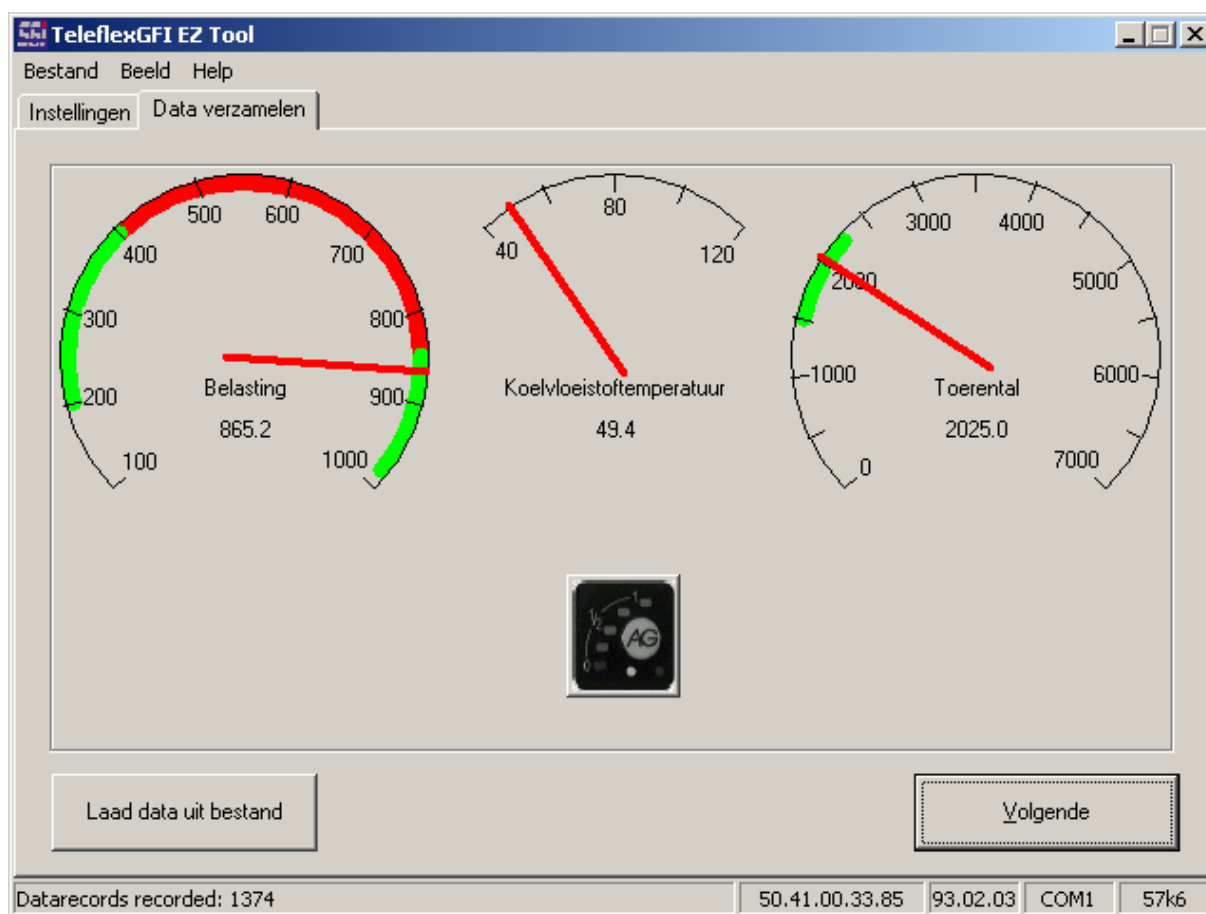 TeleflexGFI EZ Tool
Bestand Beeld Help
Instellingen Data verzamelen
100
200
300
400
500
600
700
800
900
1000
Belasting
865.2
40
80
120
Koelvloeistoftemperatuur
49.4
0
1000
2000
3000
4000
5000
6000
7000
Toerental
2025.0
0
1/2
1
AG
Laad data uit bestand
Volgende
Datarecords recorded: 1374 50.41.00.33.85 93.02.03 COM1 57k6